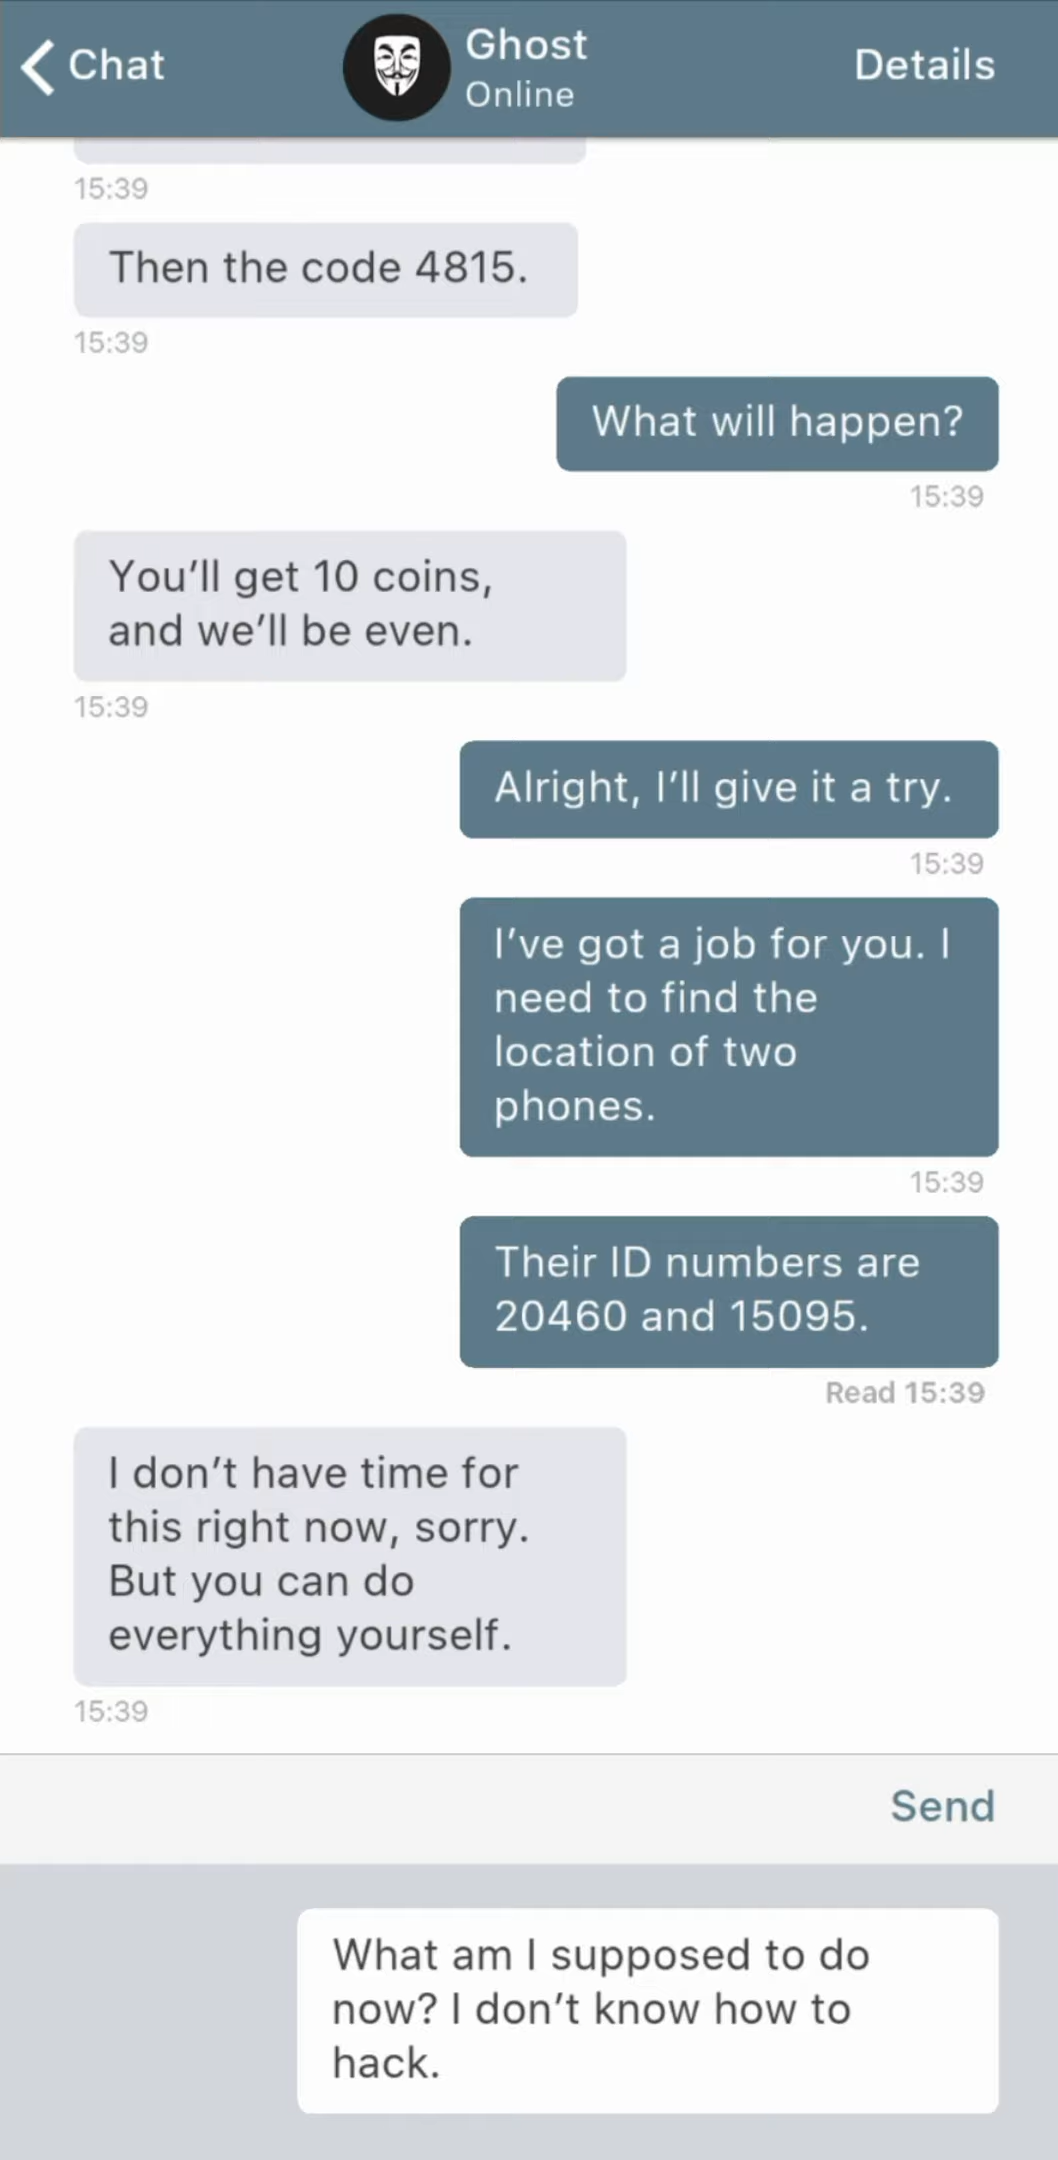 Chat
Ghost
Online
Details
15:39
Then the code 4815.
15:39
What will happen?
15:39
You’ll get 10 coins,
and we’ll be even.
15:39
Alright, I’ll give it a try.
15:39
I’ve got a job for you. I
need to find the
location of two
phones.
15:39
Their ID numbers are
20460 and 15095.
Read 15:39
I don’t have time for
this right now, sorry.
But you can do
everything yourself.
15:39
Send
What am I supposed to do
now? I don’t know how to
hack.